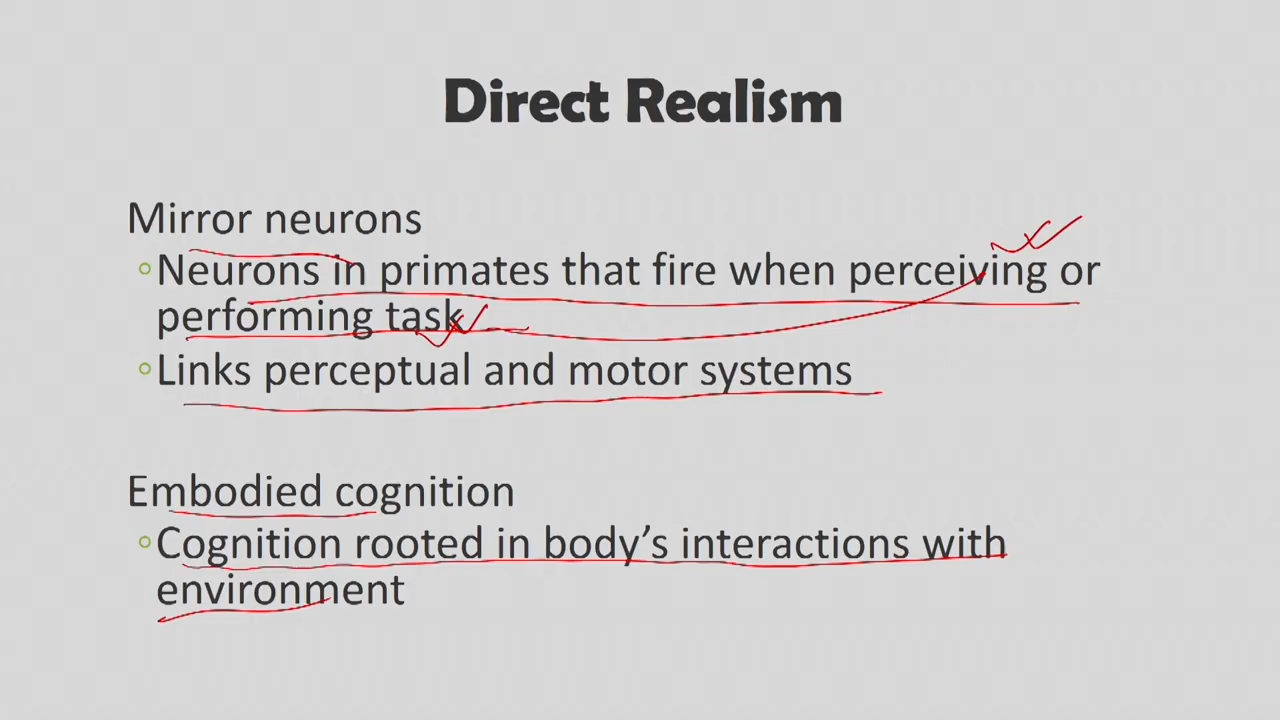 Direct Realism
Mirror neurons
◦Neurons in primates that fire when perceiving or
performing task
◦Links perceptual and motor systems
Embodied cognition
◦Cognition rooted in body’s interactions with
environment